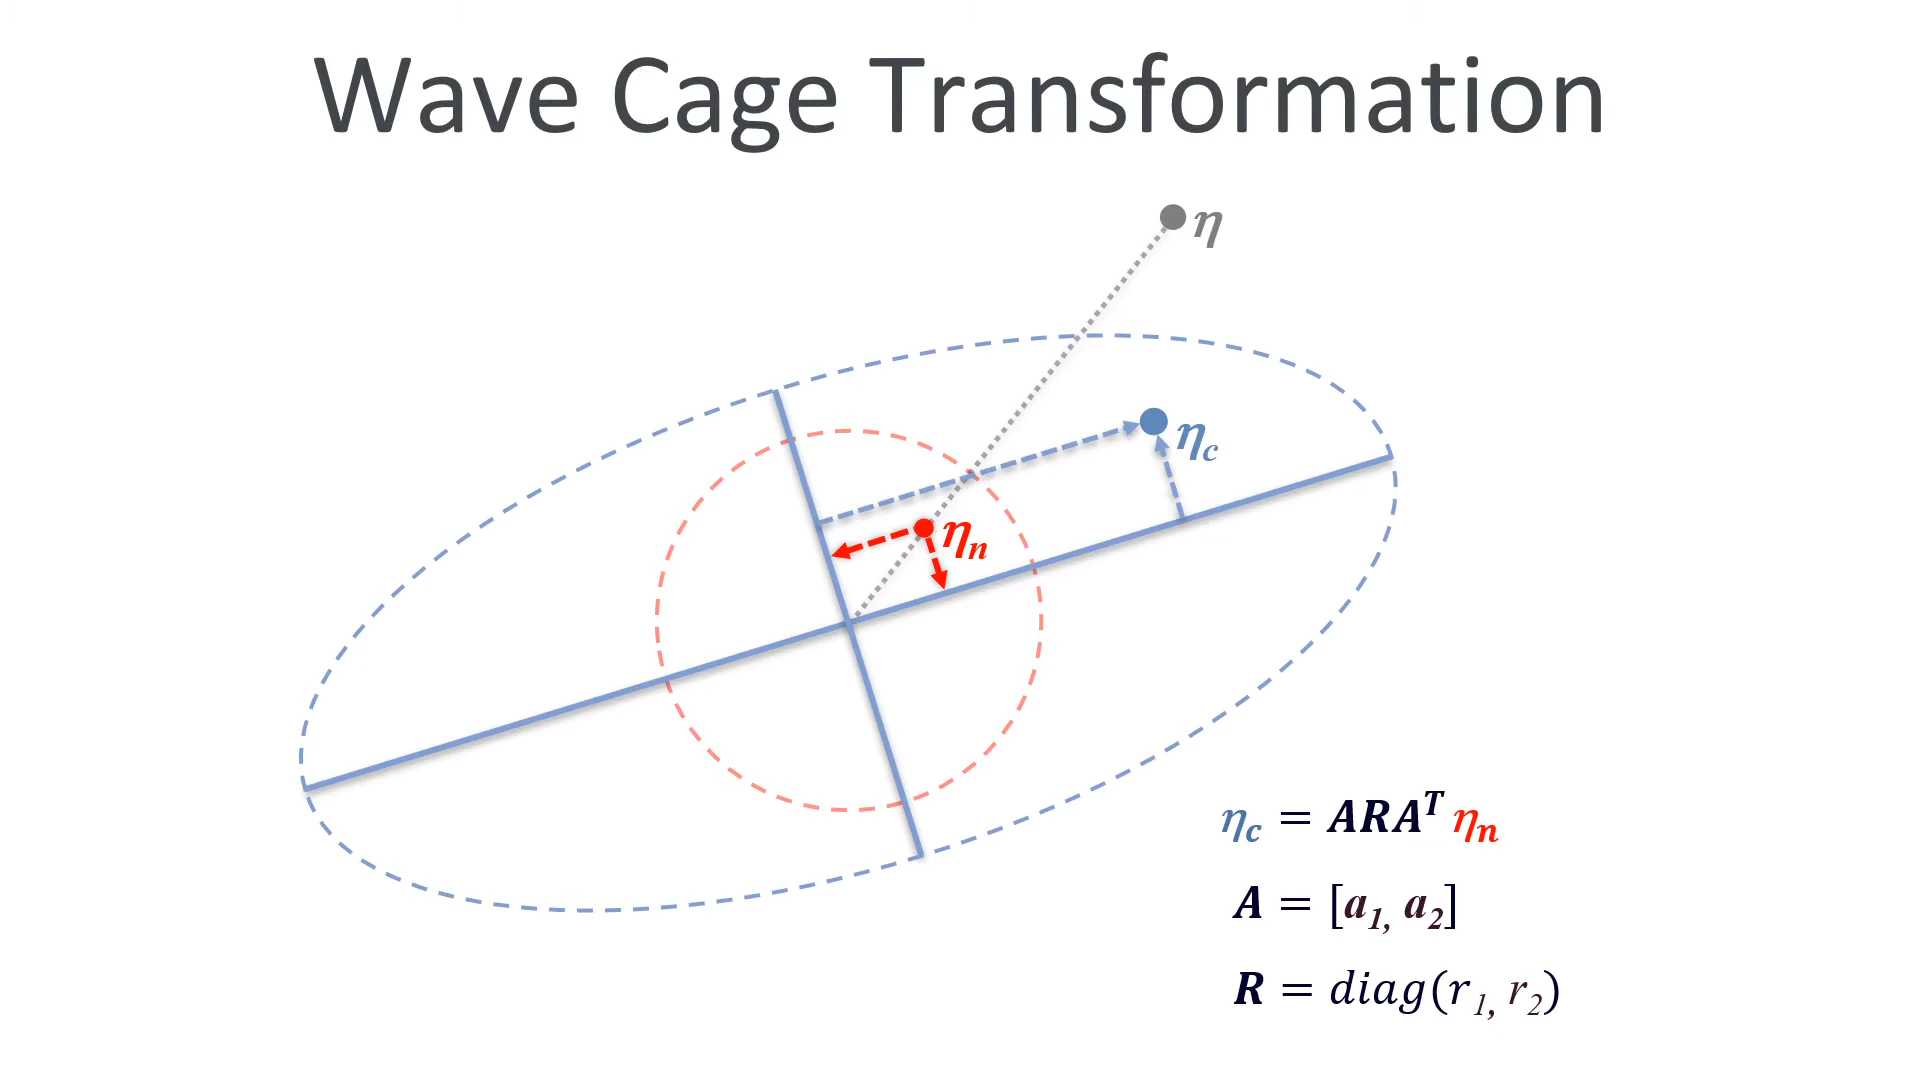 Wave Cage Transformation
η
η_c
η_n
η_c = ARA^T η_n
A = [a_1, a_2]
R = diag(r_1, r_2)